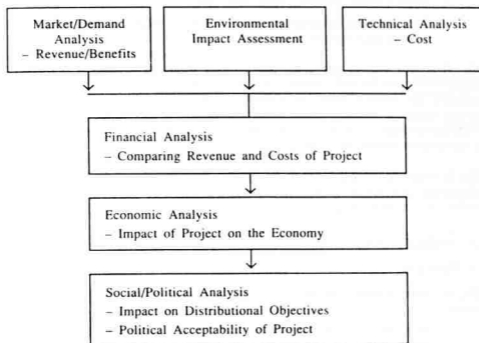 Market/Demand
Analysis
– Revenue/Benefits
Environmental
Impact Assessment
Technical Analysis
– Cost
Financial Analysis
– Comparing Revenue and Costs of Project
Economic Analysis
– Impact of Project on the Economy
Social/Political Analysis
– Impact on Distributional Objectives
– Political Acceptability of Project